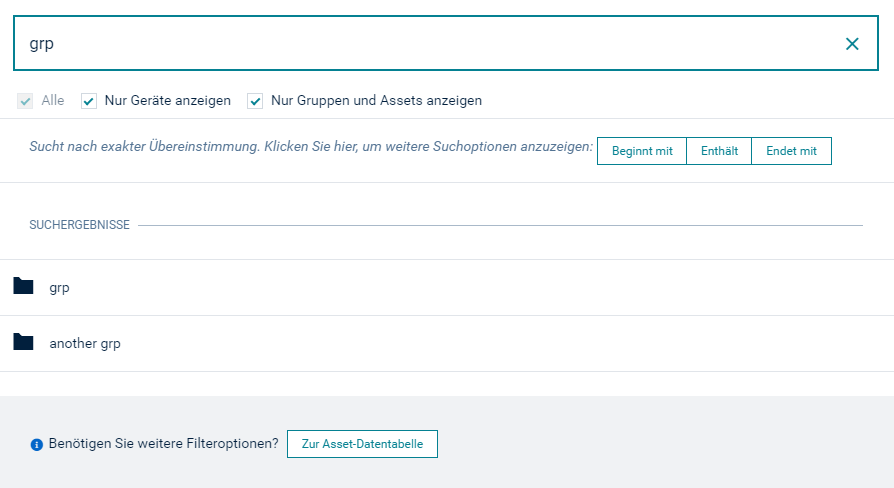 grp
Alle Nur Geräte anzeigen Nur Gruppen und Assets anzeigen
Sucht nach exakter Übereinstimmung. Klicken Sie hier, um weitere Suchoptionen anzuzeigen: Beginnt mit Enthält Endet mit
SUCHERGEBNISSE
grp
another grp
Benötigen Sie weitere Filteroptionen? Zur Asset-Datentabelle